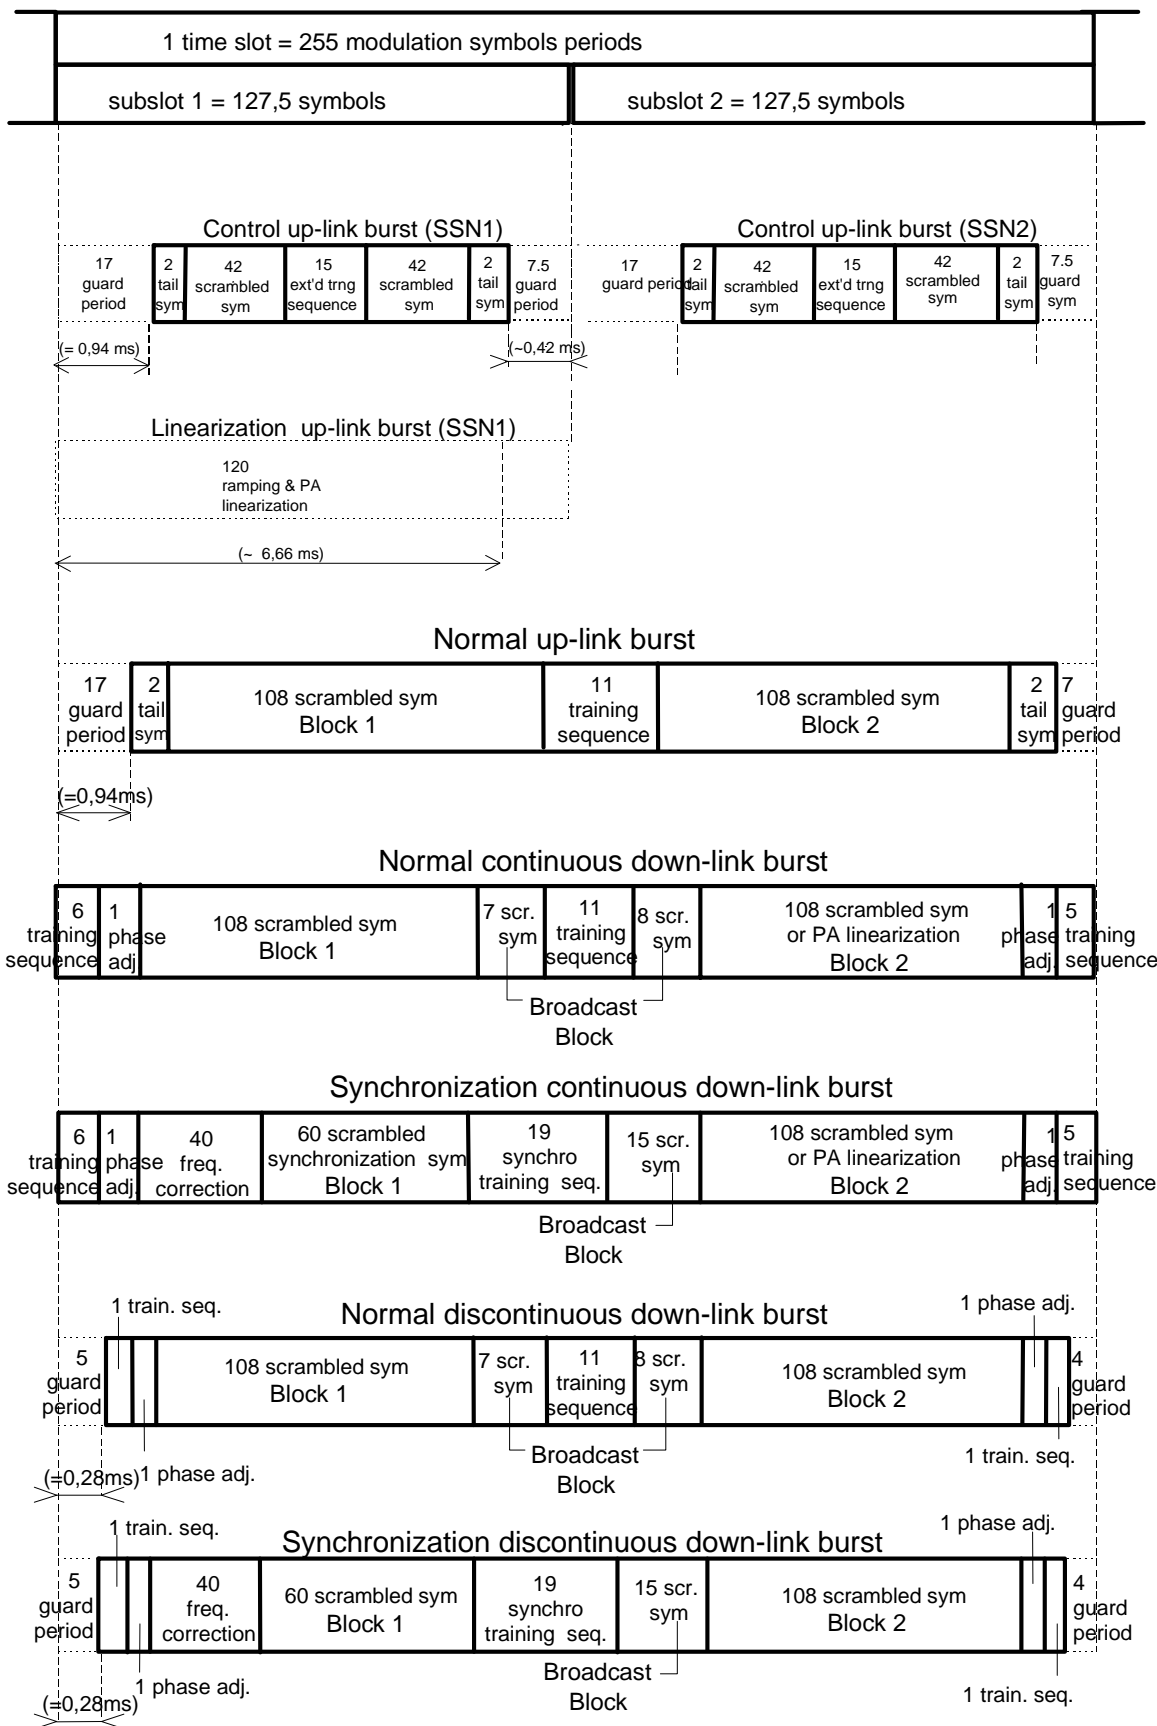 1 time slot = 255 modulation symbols periods
subslot 1 = 127,5 symbols
subslot 2 = 127,5 symbols
Control up-link burst (SSN1)
Control up-link burst (SSN2)
17
guard
period
2
tail
sym
42
scrambled
sym
15
ext'd trng
sequence
42
scrambled
sym
2
tail
sym
7.5
guard
period
17
guard period
2
tail
sym
42
scrambled
sym
15
ext'd trng
sequence
42
scrambled
sym
2
tail
sym
7.5
guard
sym
(= 0,94 ms)
(~0,42 ms)
Linearization up-link burst (SSN1)
120
ramping & PA
linearization
(~ 6,66 ms)
Normal up-link burst
17
guard
period
2
tail
sym
108 scrambled sym
Block 1
11
training
sequence
108 scrambled sym
Block 2
2
tail
sym
7
guard
period
(=0,94ms)
Normal continuous down-link burst
6
training
sequence
1
phase
adj.
108 scrambled sym
Block 1
7 scr.
sym
11
training
sequence
8 scr.
sym
108 scrambled sym
or PA linearization
Block 2
1
phase
adj.
5
training
sequence
Broadcast
Block
Synchronization continuous down-link burst
6
training
sequence
1
phase
adj.
40
freq.
correction
60 scrambled
synchronization sym
Block 1
19
synchro
training seq.
15 scr.
sym
108 scrambled sym
or PA linearization
Block 2
1
phase
adj.
5
training
sequence
Broadcast
Block
1 train. seq.
Normal discontinuous down-link burst
1 phase adj.
5
guard
period
108 scrambled sym
Block 1
7 scr.
sym
11
training
sequence
8 scr.
sym
108 scrambled sym
Block 2
4
guard
period
Broadcast
Block
1 train. seq.
(=0,28ms)
1 phase adj.
1 train. seq.
Synchronization discontinuous down-link burst
1 phase adj.
5
guard
period
40
freq.
correction
60 scrambled sym
Block 1
19
synchro
training seq.
15 scr.
sym
108 scrambled sym
Block 2
4
guard
period
Broadcast
Block
1 phase adj.
1 train. seq.
(=0,28ms)